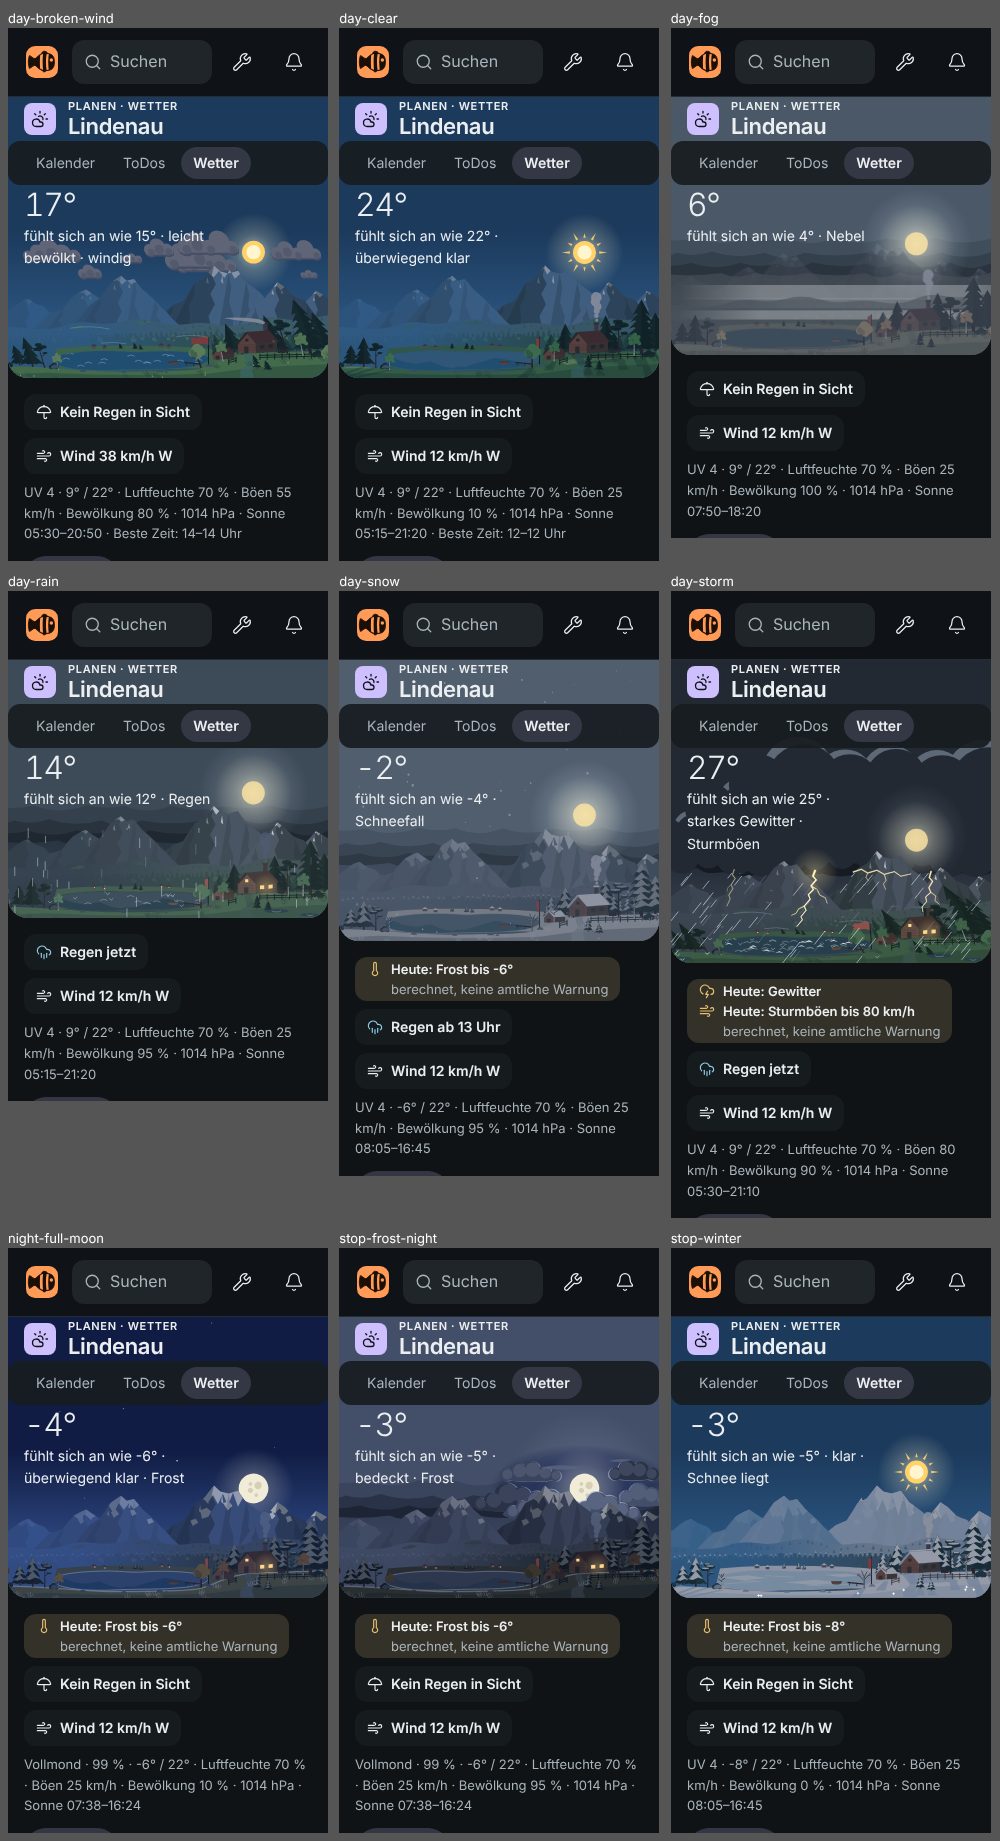 day-broken-wind
Suchen
PLANEN · WETTER
Lindenau
Kalender ToDos Wetter
17°
fühlt sich an wie 15° · leicht
bewölkt · windig
Kein Regen in Sicht
Wind 38 km/h W
UV 4 · 9° / 22° · Luftfeuchte 70 % · Böen 55
km/h · Bewölkung 80 % · 1014 hPa · Sonne
05:30–20:50 · Beste Zeit: 14–14 Uhr
day-clear
Suchen
PLANEN · WETTER
Lindenau
Kalender ToDos Wetter
24°
fühlt sich an wie 22° ·
überwiegend klar
Kein Regen in Sicht
Wind 12 km/h W
UV 4 · 9° / 22° · Luftfeuchte 70 % · Böen 25
km/h · Bewölkung 10 % · 1014 hPa · Sonne
05:15–21:20 · Beste Zeit: 12–12 Uhr
day-fog
Suchen
PLANEN · WETTER
Lindenau
Kalender ToDos Wetter
6°
fühlt sich an wie 4° · Nebel
Kein Regen in Sicht
Wind 12 km/h W
UV 4 · 9° / 22° · Luftfeuchte 70 % · Böen 25
km/h · Bewölkung 100 % · 1014 hPa · Sonne
07:50–18:20
day-rain
Suchen
PLANEN · WETTER
Lindenau
Kalender ToDos Wetter
14°
fühlt sich an wie 12° · Regen
Regen jetzt
Wind 12 km/h W
UV 4 · 9° / 22° · Luftfeuchte 70 % · Böen 25
km/h · Bewölkung 95 % · 1014 hPa · Sonne
05:15–21:20
day-snow
Suchen
PLANEN · WETTER
Lindenau
Kalender ToDos Wetter
-2°
fühlt sich an wie -4° ·
Schneefall
Heute: Frost bis -6°
berechnet, keine amtliche Warnung
Regen ab 13 Uhr
Wind 12 km/h W
UV 4 · -6° / 22° · Luftfeuchte 70 % · Böen 25
km/h · Bewölkung 95 % · 1014 hPa · Sonne
08:05–16:45
day-storm
Suchen
PLANEN · WETTER
Lindenau
Kalender ToDos Wetter
27°
fühlt sich an wie 25° ·
starkes Gewitter ·
Sturmböen
Heute: Gewitter
Heute: Sturmböen bis 80 km/h
berechnet, keine amtliche Warnung
Regen jetzt
Wind 12 km/h W
UV 4 · 9° / 22° · Luftfeuchte 70 % · Böen 80
km/h · Bewölkung 90 % · 1014 hPa · Sonne
05:30–21:10
night-full-moon
Suchen
PLANEN · WETTER
Lindenau
Kalender ToDos Wetter
-4°
fühlt sich an wie -6° ·
überwiegend klar · Frost
Heute: Frost bis -6°
berechnet, keine amtliche Warnung
Kein Regen in Sicht
Wind 12 km/h W
Vollmond · 99 % · -6° / 22° · Luftfeuchte 70 %
· Böen 25 km/h · Bewölkung 10 % · 1014 hPa ·
Sonne 07:38–16:24
stop-frost-night
Suchen
PLANEN · WETTER
Lindenau
Kalender ToDos Wetter
-3°
fühlt sich an wie -5° ·
bedeckt · Frost
Heute: Frost bis -6°
berechnet, keine amtliche Warnung
Kein Regen in Sicht
Wind 12 km/h W
Vollmond · 99 % · -6° / 22° · Luftfeuchte 70 %
· Böen 25 km/h · Bewölkung 95 % · 1014 hPa ·
Sonne 07:38–16:24
stop-winter
Suchen
PLANEN · WETTER
Lindenau
Kalender ToDos Wetter
-3°
fühlt sich an wie -5° · klar ·
Schnee liegt
Heute: Frost bis -8°
berechnet, keine amtliche Warnung
Kein Regen in Sicht
Wind 12 km/h W
UV 4 · -8° / 22° · Luftfeuchte 70 % · Böen 25
km/h · Bewölkung 0 % · 1014 hPa · Sonne
08:05–16:45